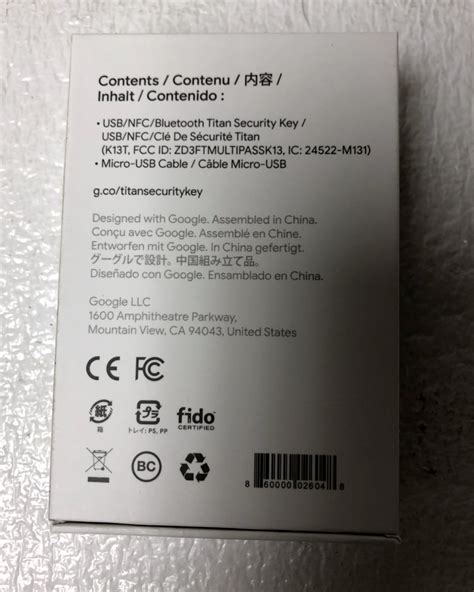 Contents / Contenu / 内容 /
Inhalt / Contenido :
• USB/NFC/Bluetooth Titan Security Key /
USB/NFC/Clé De Sécurité Titan
(K13T, FCC ID: ZD3FTMULTIPASSK13, IC: 24522-M131)
• Micro-USB Cable / Câble Micro-USB
g.co/titansecuritykey
Designed with Google. Assembled in China.
Conçu avec Google. Assemblé en Chine.
Entworfen mit Google. In China gefertigt.
グーグルで設計。中国組み立て品。
Diseñado con Google. Ensamblado en China.
Google LLC
1600 Amphitheatre Parkway,
Mountain View, CA 94043, United States
CE FC
紙 プラ fido
箱 トレイ: PS, PP CERTIFIED
BC
8 60000 02604 8